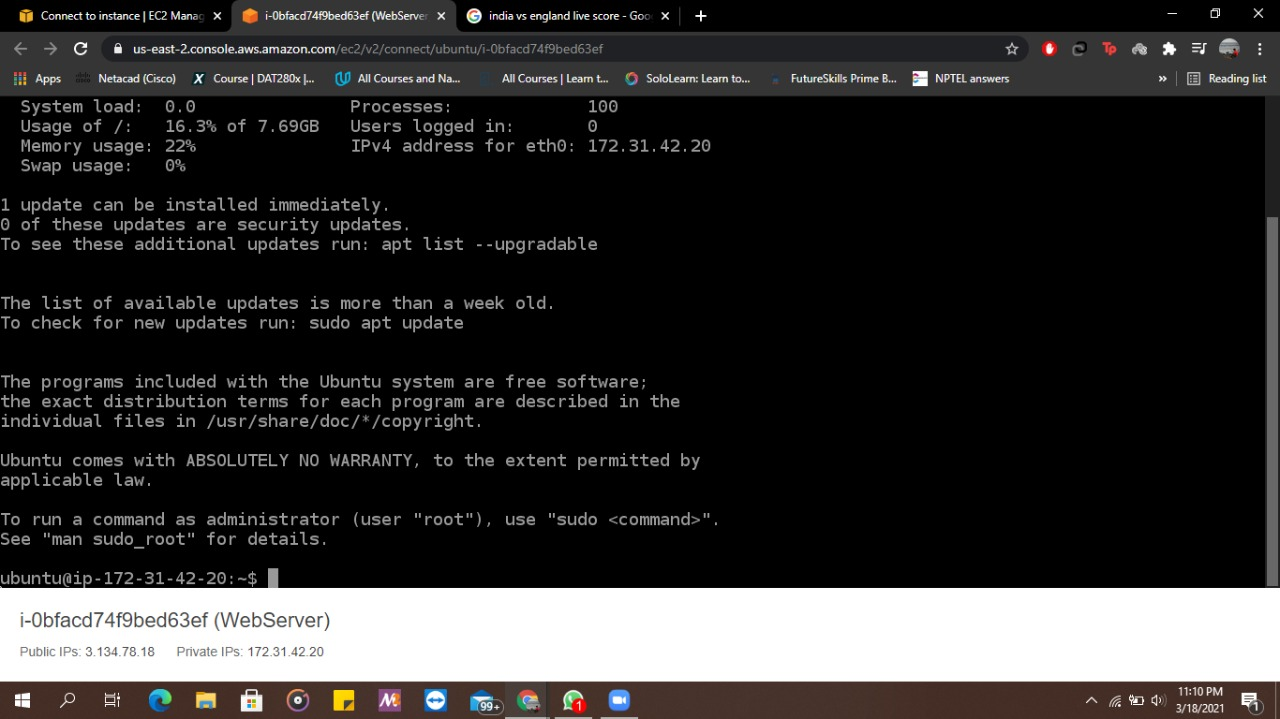 Connect to instance | EC2 Manag
i-0bfacd74f9bed63ef (WebServer
india vs england live score - Goo
us-east-2.console.aws.amazon.com/ec2/v2/connect/ubuntu/i-0bfacd74f9bed63ef
Apps Netacad (Cisco) Course | DAT280x |... All Courses and Na... All Courses | Learn t... SoloLearn: Learn to... FutureSkills Prime B... NPTEL answers » Reading list
System load: 0.0 Processes: 100
Usage of /: 16.3% of 7.69GB Users logged in: 0
Memory usage: 22% IPv4 address for eth0: 172.31.42.20
Swap usage: 0%
1 update can be installed immediately.
0 of these updates are security updates.
To see these additional updates run: apt list --upgradable
The list of available updates is more than a week old.
To check for new updates run: sudo apt update
The programs included with the Ubuntu system are free software;
the exact distribution terms for each program are described in the
individual files in /usr/share/doc/*/copyright.
Ubuntu comes with ABSOLUTELY NO WARRANTY, to the extent permitted by
applicable law.
To run a command as administrator (user "root"), use "sudo <command>".
See "man sudo_root" for details.
ubuntu@ip-172-31-42-20:~$
i-0bfacd74f9bed63ef (WebServer)
Public IPs: 3.134.78.18 Private IPs: 172.31.42.20
99+
1
11:10 PM
3/18/2021
1